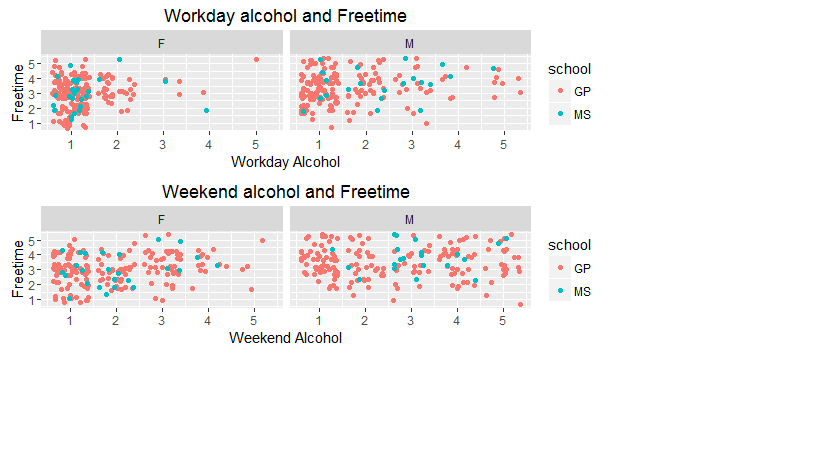 Workday alcohol and Freetime
F M
5
4
3
2
1
Freetime
1 2 3 4 5 1 2 3 4 5
Workday Alcohol
school
GP
MS
Weekend alcohol and Freetime
F M
5
4
3
2
1
Freetime
1 2 3 4 5 1 2 3 4 5
Weekend Alcohol
school
GP
MS